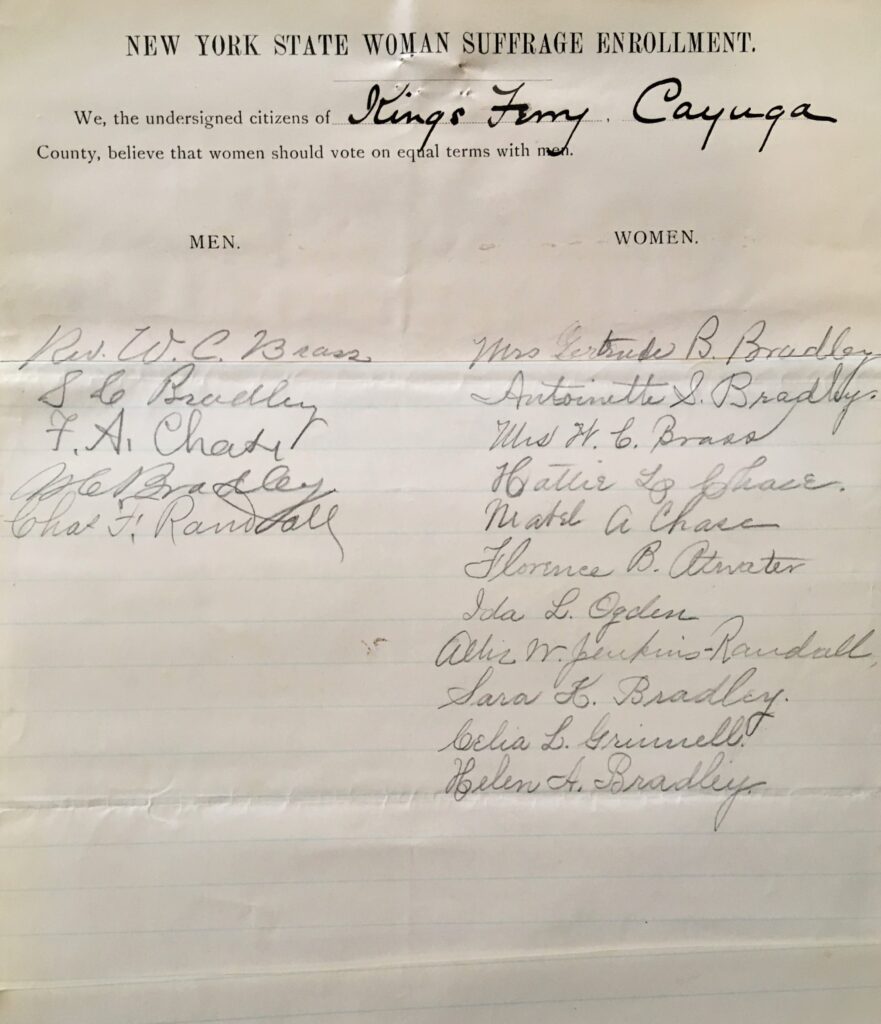 NEW YORK STATE WOMAN SUFFRAGE ENROLLMENT.
We, the undersigned citizens of Kings Ferry, Cayuga
County, believe that women should vote on equal terms with men.
MEN. WOMEN.
Rev. W. C. Brass
S C Bradley
F. A. Chase
C Bradley.
Chas F. Randall
Mrs Gertrude B. Bradley
Antoinette S. Bradley.
Mrs W. C. Brass
Hattie L Chase.
Mabel A Chase
Florence B. Atwater
Ida L. Ogden
W. Jenkins-Randall,
Sara K. Bradley.
Celia L. Grinnell.
Helen A. Bradley.